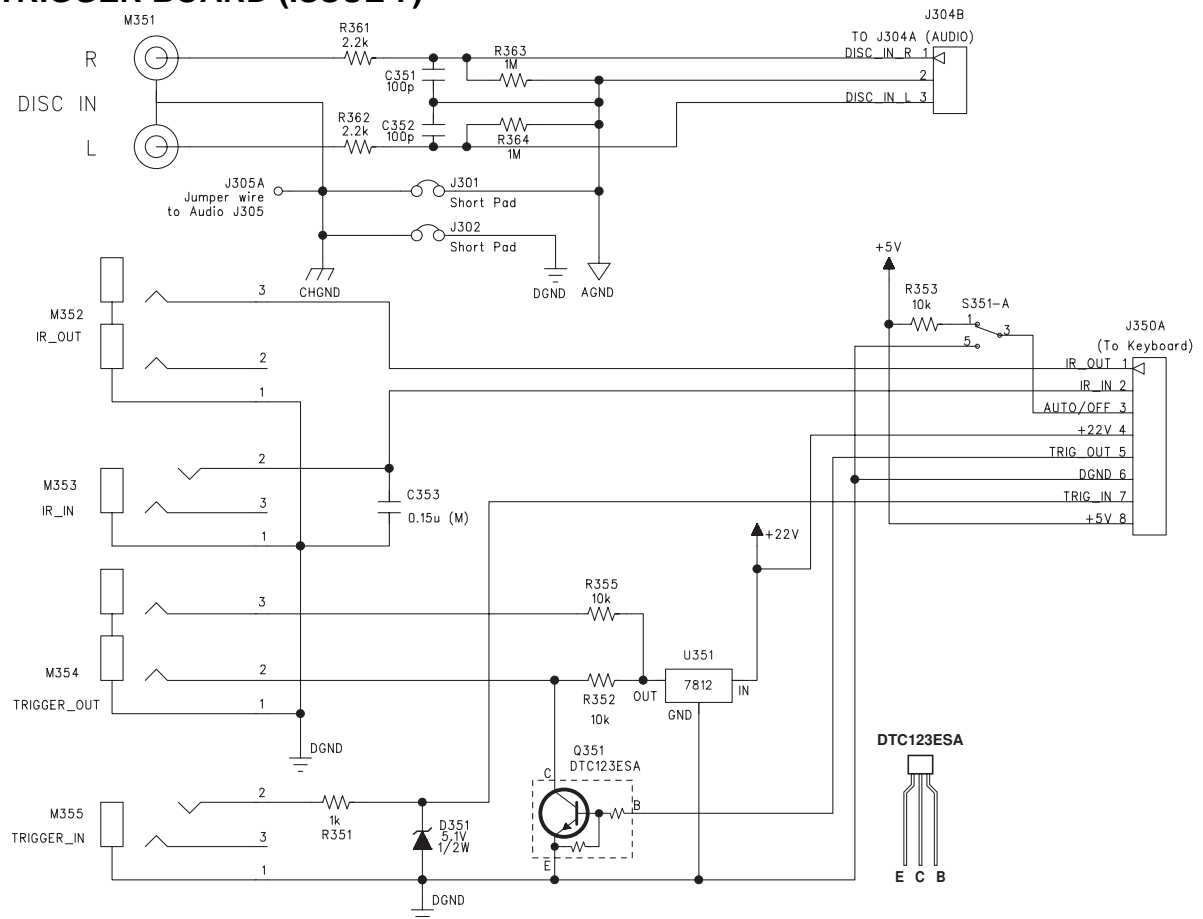 TRIGGER BOARD (ISSUE
M351
R
DISC IN
L
R361
2.2k
C351
100p
R363
1M
R362
2.2k
C352
100p
R364
1M
J304B
TO J304A (AUDIO)
DISC_IN_R 1
2
DISC_IN_L 3
J305A
Jumper wire
to Audio J305
J301
Short Pad
J302
Short Pad
CHGND
DGND
AGND
M352
IR_OUT
3
2
1
M353
IR_IN
2
3
1
C353
0.15u (M)
+5V
R353
10k
S351-A
1
3
5
J350A
(To Keyboard)
IR_OUT 1
IR_IN 2
AUTO/OFF 3
+22V 4
TRIG_OUT 5
DGND 6
TRIG_IN 7
+5V 8
+22V
M354
TRIGGER_OUT
3
2
1
R355
10k
R352
10k
U351
7812
OUT
IN
GND
DGND
Q351
DTC123ESA
C
B
E
M355
TRIGGER_IN
2
3
1
1k
R351
D351
5.1V
1/2W
DGND
DTC123ESA
E C B